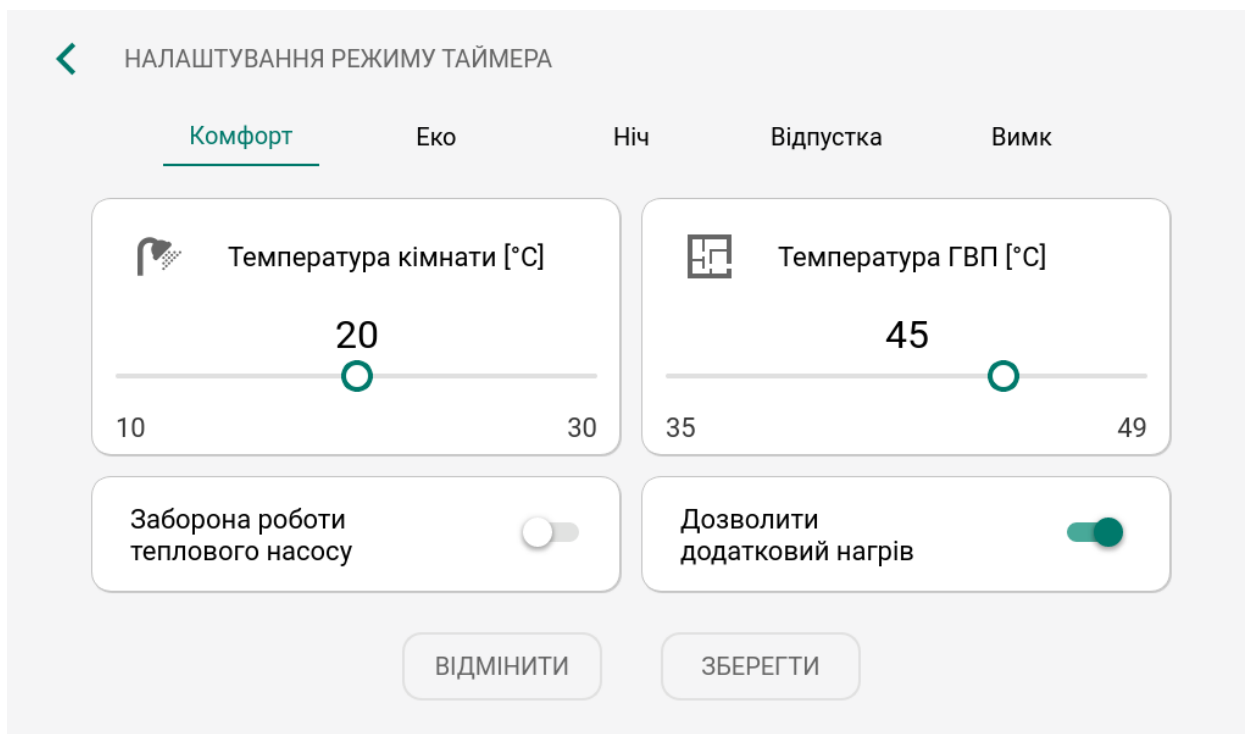 НАЛАШТУВАННЯ РЕЖИМУ ТАЙМЕРА
Комфорт Еко Ніч Відпустка Вимк
Температура кімнати [°C]
20
10 30
Температура ГВП [°C]
45
35 49
Заборона роботи
теплового насосу
Дозволити
додатковий нагрів
ВІДМІНИТИ ЗБЕРЕГТИ